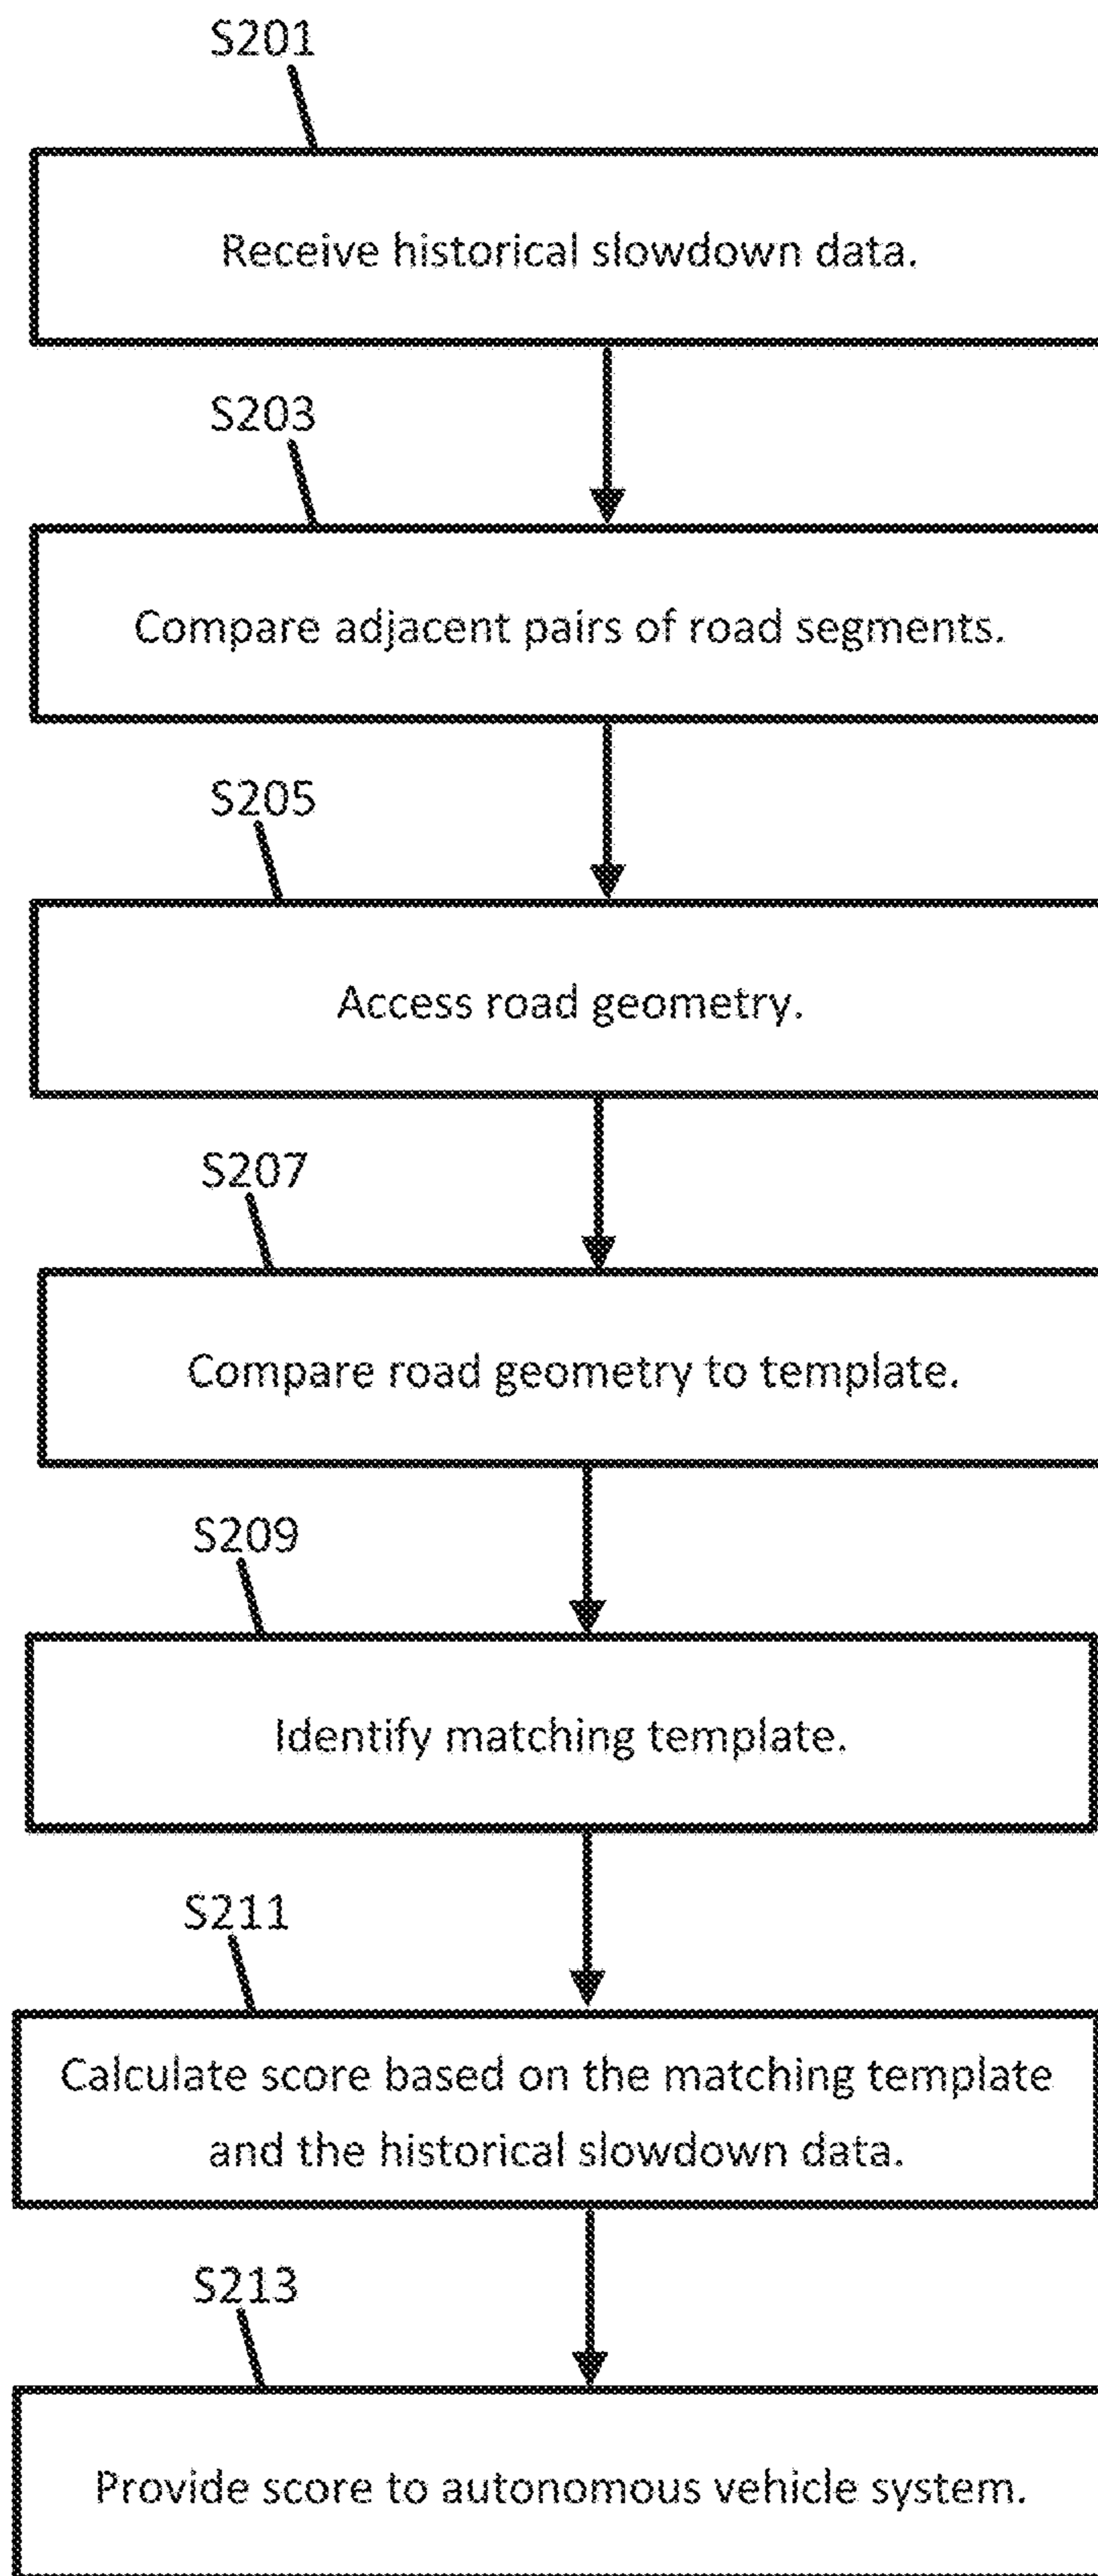 S201
Receive historical slowdown data.
S203
Compare adjacent pairs of road segments.
S205
Access road geometry.
S207
Compare road geometry to template.
S209
Identify matching template.
S211
Calculate score based on the matching template
and the historical slowdown data.
S213
Provide score to autonomous vehicle system.